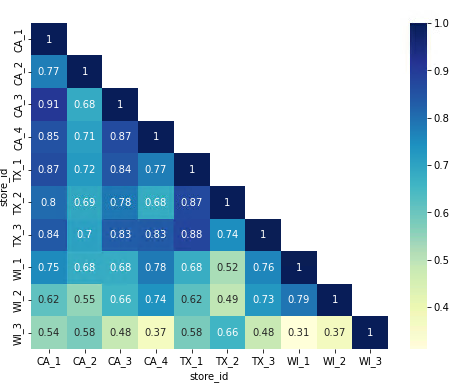 CA_1 1
CA_2 0.77 1
CA_3 0.91 0.68 1
CA_4 0.85 0.71 0.87 1
TX_1 0.87 0.72 0.84 0.77 1
TX_2 0.8 0.69 0.78 0.68 0.87 1
TX_3 0.84 0.7 0.83 0.83 0.88 0.74 1
WI_1 0.75 0.68 0.68 0.78 0.68 0.52 0.76 1
WI_2 0.62 0.55 0.66 0.74 0.62 0.49 0.73 0.79 1
WI_3 0.54 0.58 0.48 0.37 0.58 0.66 0.48 0.31 0.37 1
CA_1 CA_2 CA_3 CA_4 TX_1 TX_2 TX_3 WI_1 WI_2 WI_3
store_id
store_id
1.0
0.9
0.8
0.7
0.6
0.5
0.4